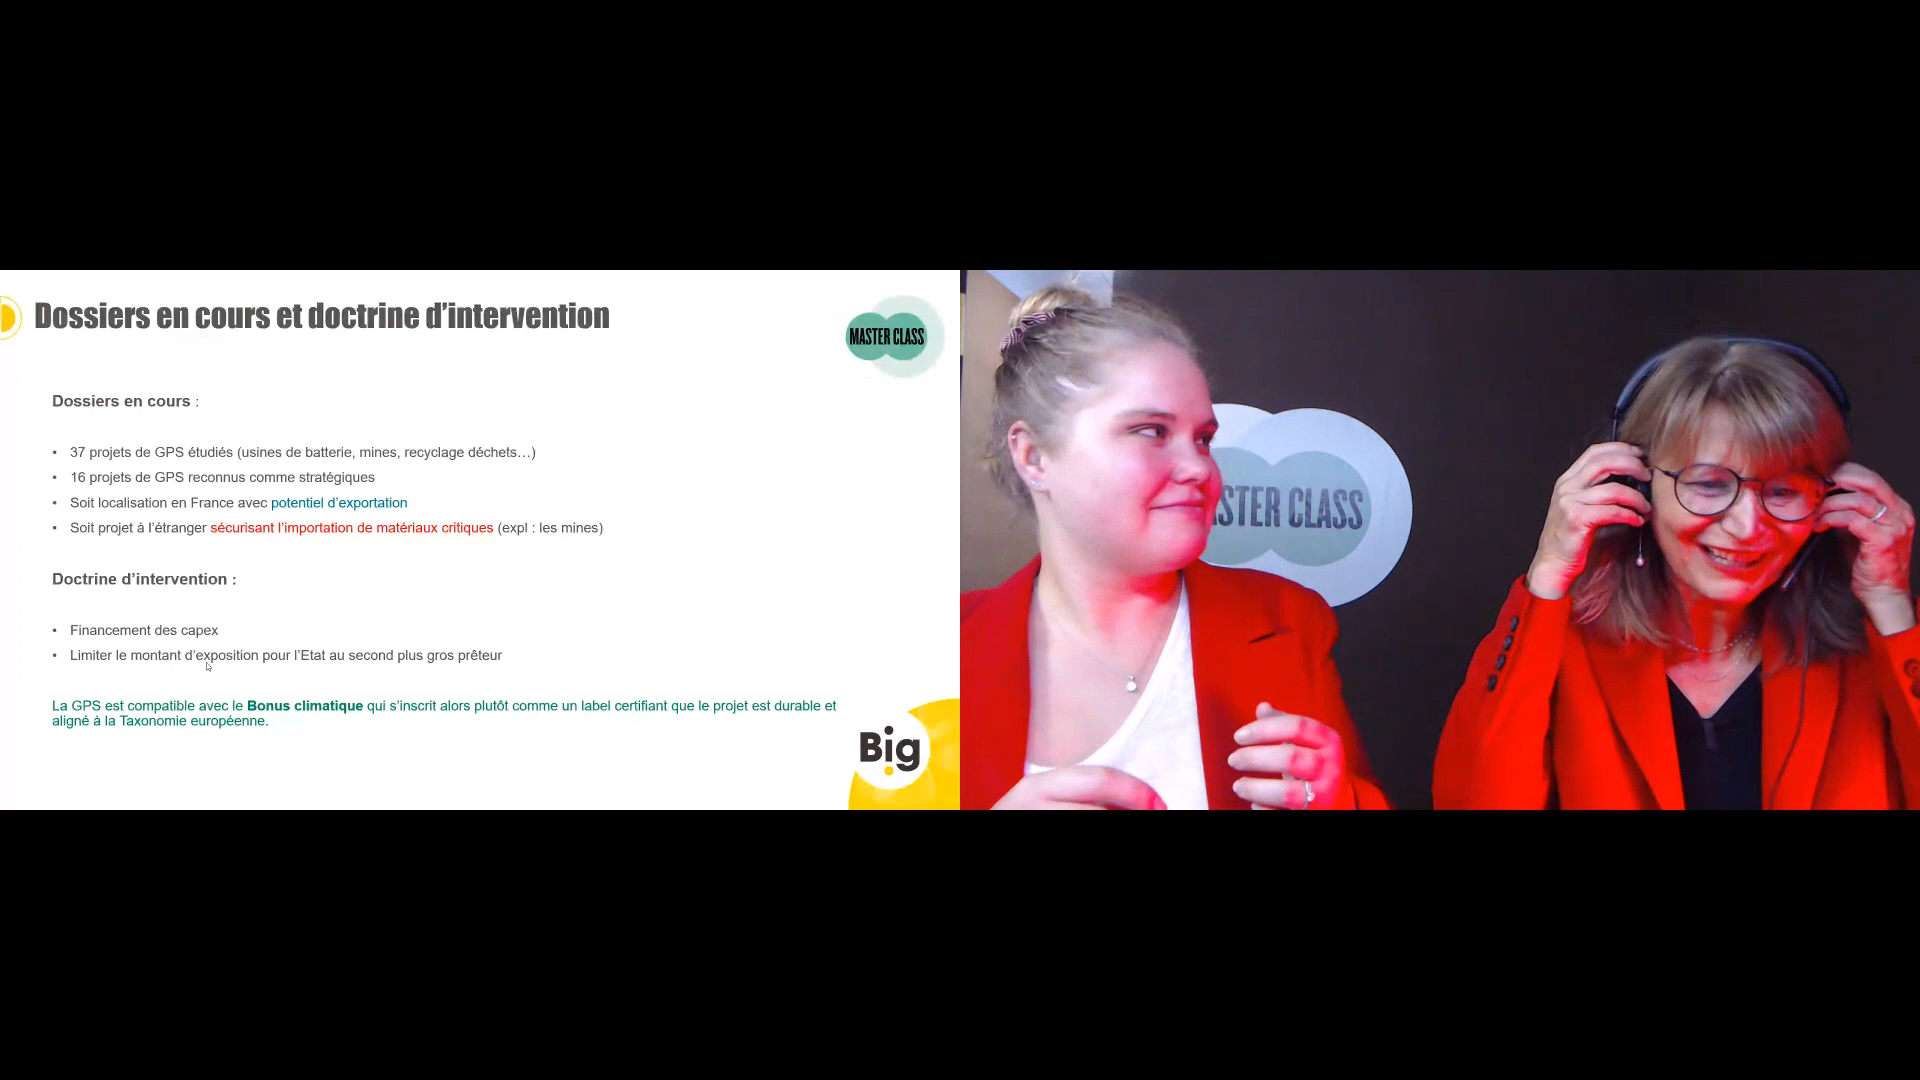 Dossiers en cours et doctrine d’intervention
MASTER CLASS
Dossiers en cours :
• 37 projets de GPS étudiés (usines de batterie, mines, recyclage déchets…)
• 16 projets de GPS reconnus comme stratégiques
• Soit localisation en France avec potentiel d’exportation
• Soit projet à l’étranger sécurisant l’importation de matériaux critiques (expl : les mines)
Doctrine d’intervention :
• Financement des capex
• Limiter le montant d’exposition pour l’Etat au second plus gros prêteur
La GPS est compatible avec le Bonus climatique qui s’inscrit alors plutôt comme un label certifiant que le projet est durable et
aligné à la Taxonomie européenne.
Big
STER CLASS